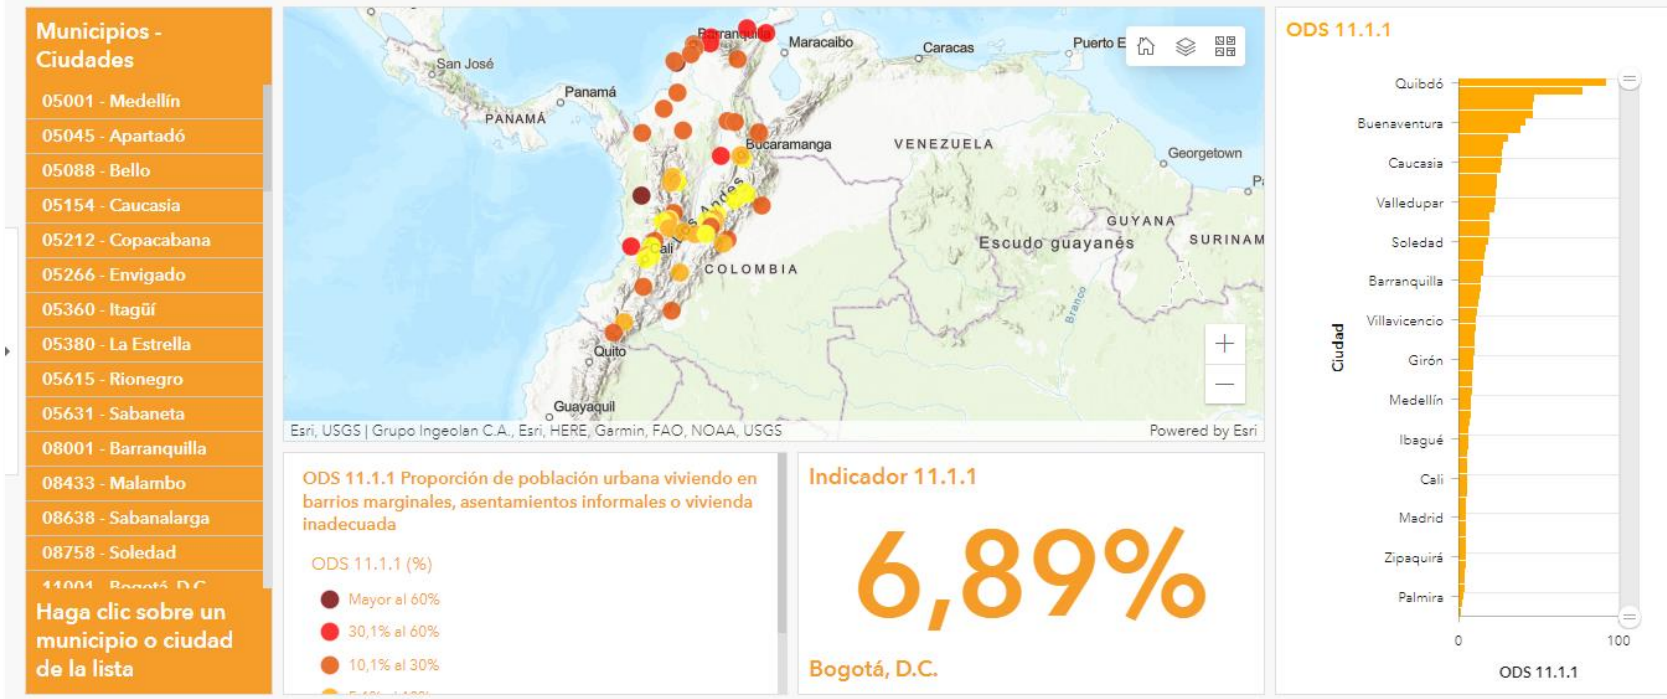 Municipios -
Ciudades
05001 - Medellín
05045 - Apartadó
05088 - Bello
05154 - Caucasia
05212 - Copacabana
05266 - Envigado
05360 - Itagüí
05380 - La Estrella
05615 - Rionegro
05631 - Sabaneta
08001 - Barranquilla
08433 - Malambo
08638 - Sabanalarga
08758 - Soledad
11001 - Bogotá, D.C.
Haga clic sobre un
municipio o ciudad
de la lista
Barranquilla
Maracaibo
Caracas
Puerto E
San José
Panamá
PANAMÁ
Bucaramanga
VENEZUELA
Georgetown
Los Andes
GUYANA
Escudo guayanés
SURINAM
Cali
COLOMBIA
Branco
Quito
Guayaquil
Esri, USGS | Grupo Ingeolan C.A., Esri, HERE, Garmin, FAO, NOAA, USGS
Powered by Esri
ODS 11.1.1 Proporción de población urbana viviendo en
barrios marginales, asentamientos informales o vivienda
inadecuada
ODS 11.1.1 (%)
Mayor al 60%
30,1% al 60%
10,1% al 30%
Indicador 11.1.1
6,89%
Bogotá, D.C.
ODS 11.1.1
Ciudad
Quibdó
Buenaventura
Caucasia
Valledupar
Soledad
Barranquilla
Villavicencio
Girón
Medellín
Ibagué
Cali
Madrid
Zipaquirá
Palmira
0
100
ODS 11.1.1